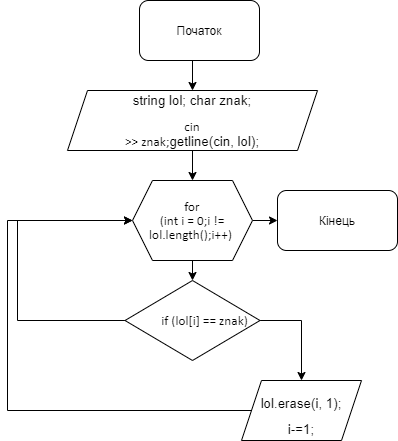 Початок
string lol; char znak;
cin
>> znak;getline(cin, lol);
for
(int i = 0;i !=
lol.length();i++)
Кінець
if (lol[i] == znak)
lol.erase(i, 1);
i-=1;